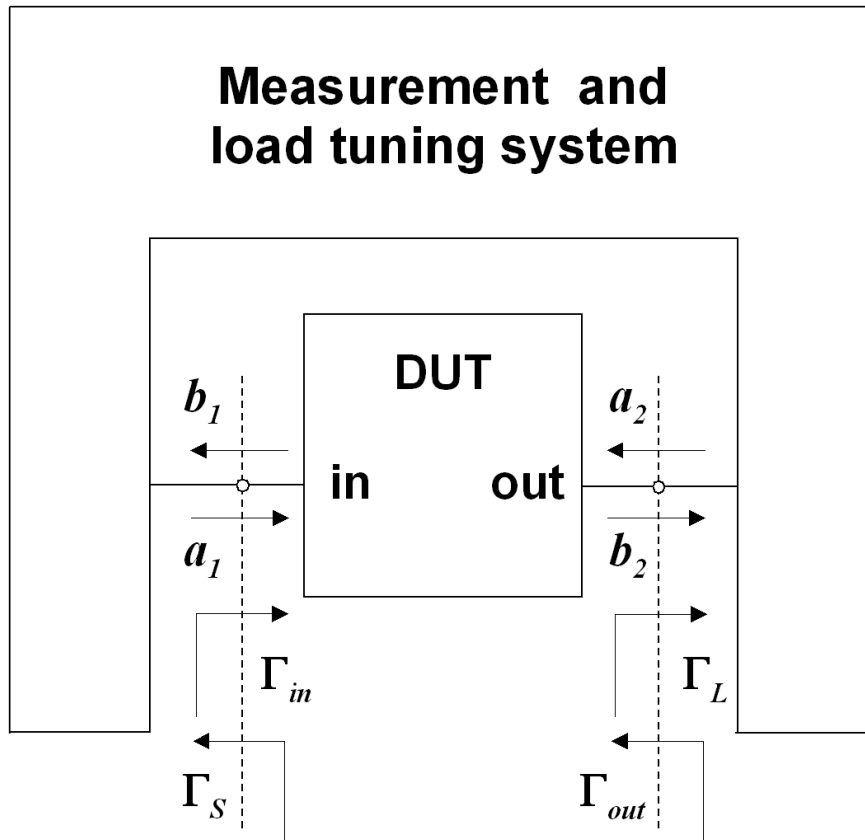 Measurement and
load tuning system
DUT
b₁
a₂
in
out
a₁
b₂
Γin
ΓL
ΓS
Γout